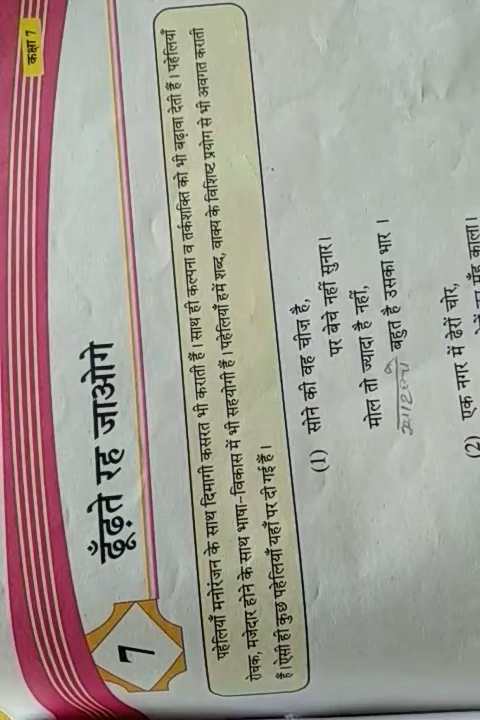 कक्षा 7
7
ढूँढ़ते रह जाओगे
पहेलियाँ मनोरंजन के साथ दिमागी कसरत भी कराती हैं। साथ ही कल्पना व तर्कशक्ति को भी बढ़ावा देती हैं। पहेलियाँ
रोचक, मजेदार होने के साथ भाषा-विकास में भी सहयोगी हैं। पहेलियाँ हमें शब्द, वाक्य के विशिष्ट प्रयोग से भी अवगत कराती
हैं। ऐसी ही कुछ पहेलियाँ यहाँ पर दी गई हैं।
(1) सोने की वह चीज है,
पर बेचे नहीं सुनार।
मोल तो ज्यादा है नहीं,
बहुत है उसका भार।
(2) एक नगर में ढेरों चोर,
मुँह काला।